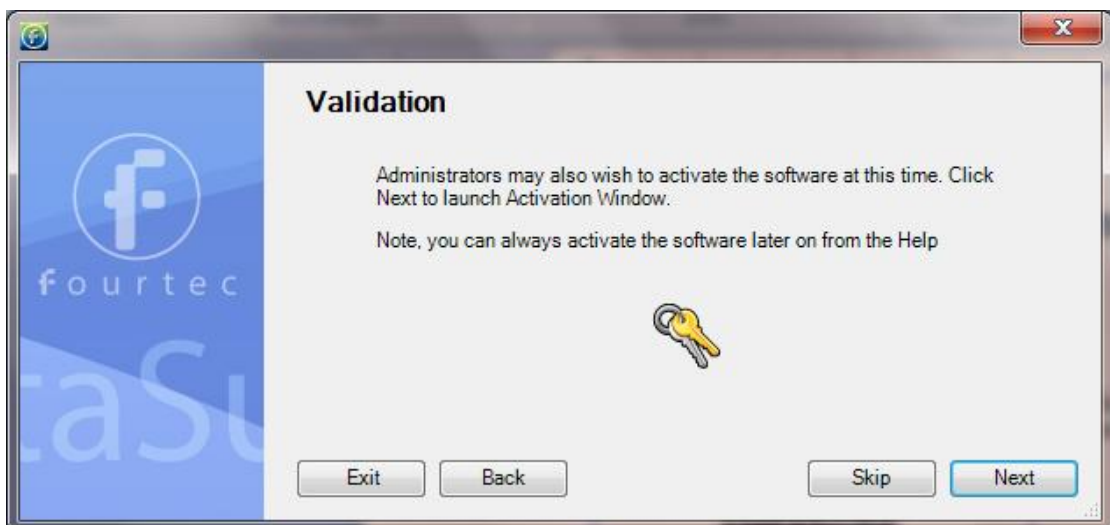 Validation
Administrators may also wish to activate the software at this time. Click
Next to launch Activation Window.
Note, you can always activate the software later on from the Help
fourtec
taSu
Exit
Back
Skip
Next